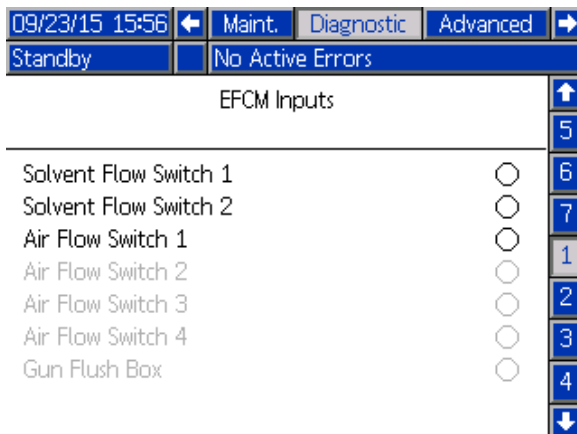 09/23/15 15:56 Maint. Diagnostic Advanced
Standby No Active Errors
EFCM Inputs
5
Solvent Flow Switch 1
6
Solvent Flow Switch 2
7
Air Flow Switch 1
1
Air Flow Switch 2
Air Flow Switch 3
2
Air Flow Switch 4
3
Gun Flush Box
4